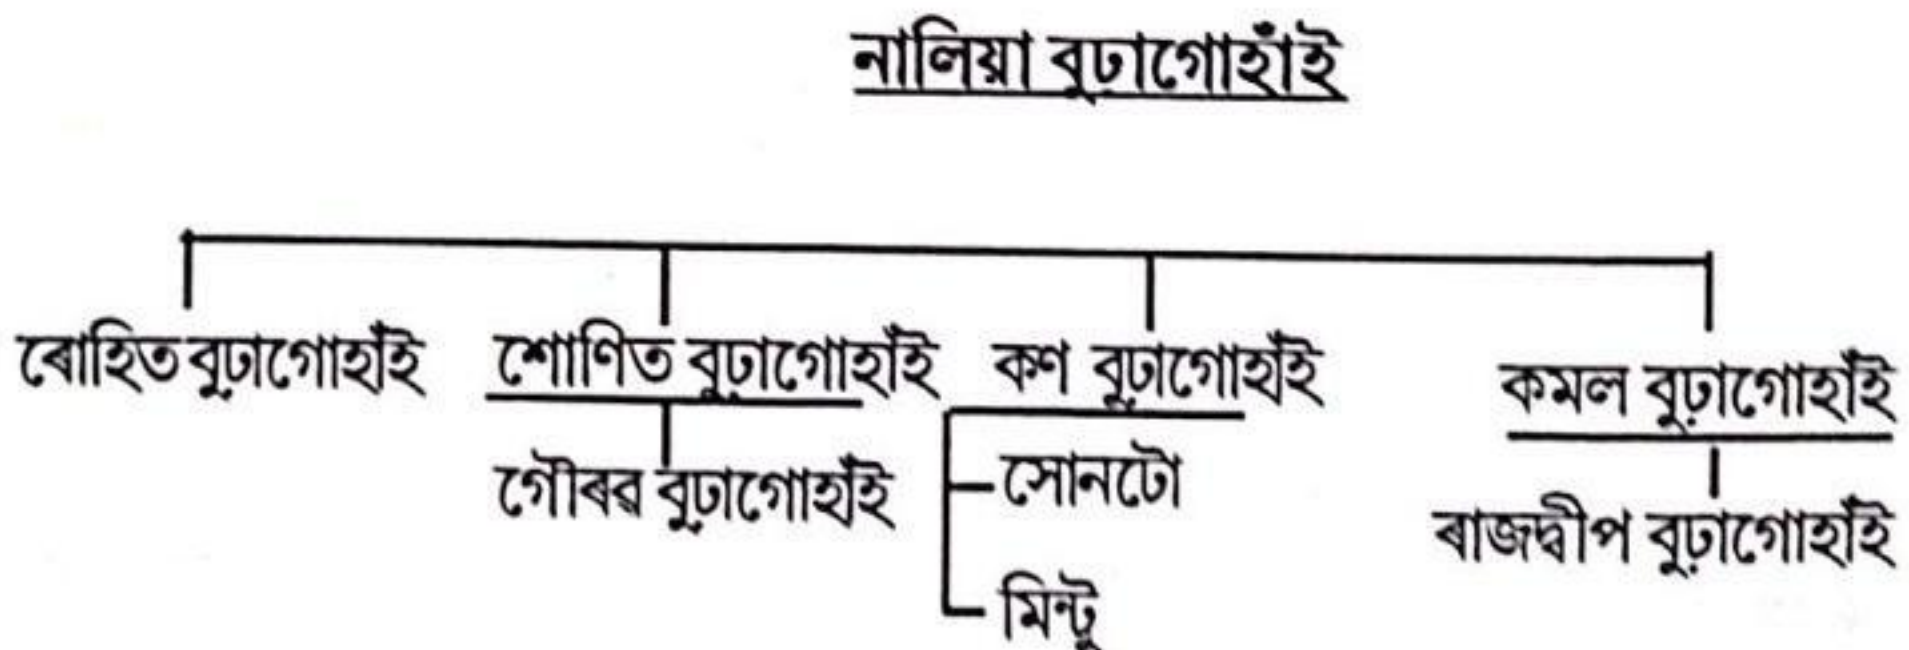 নালিয়া বুঢ়াগোহাঁই
ৰোহিত বুঢ়াগোহাঁই শোণিত বুঢ়াগোহাঁই কণ বুঢ়াগোহাঁই কমল বুঢ়াগোহাঁই
গৌৰৱ বুঢ়াগোহাঁই সোনটো ৰাজদ্বীপ বুঢ়াগোহাঁই
মিন্টু